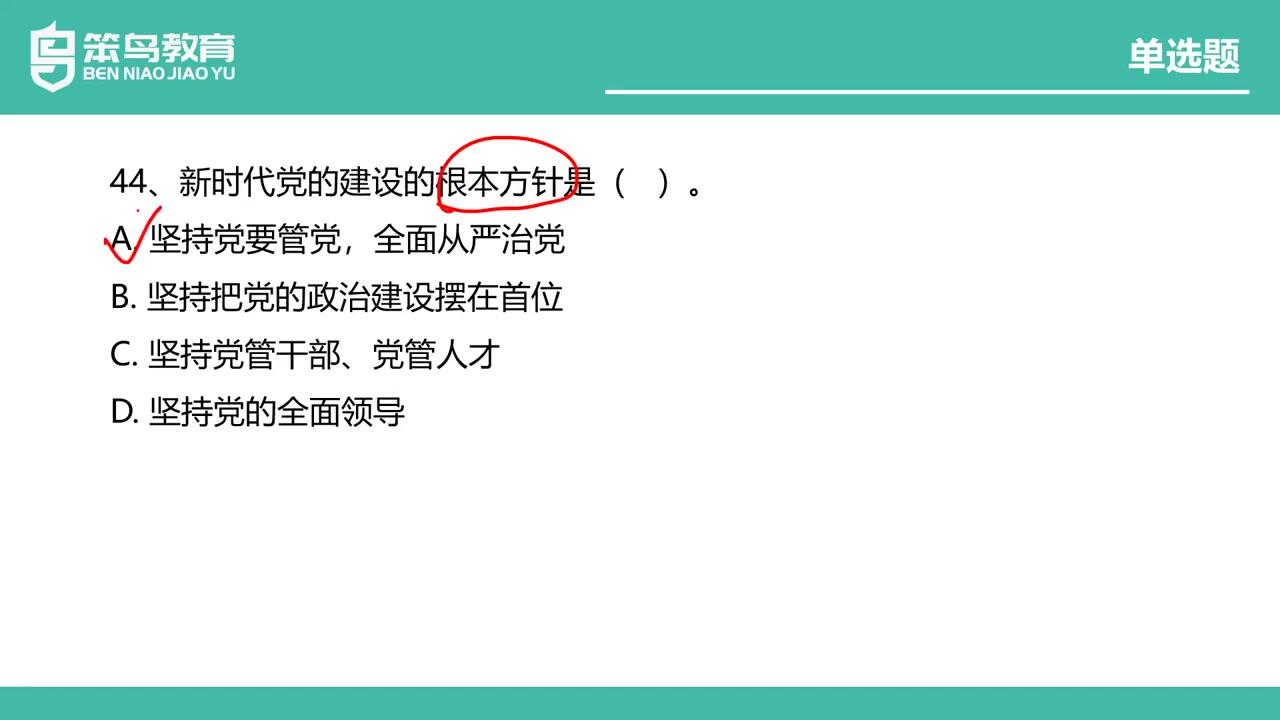 笨鸟教育
BEN NIAO JIAO YU
单选题
44、新时代党的建设的根本方针是（ ）。
A. 坚持党要管党，全面从严治党
B. 坚持把党的政治建设摆在首位
C. 坚持党管干部、党管人才
D. 坚持党的全面领导